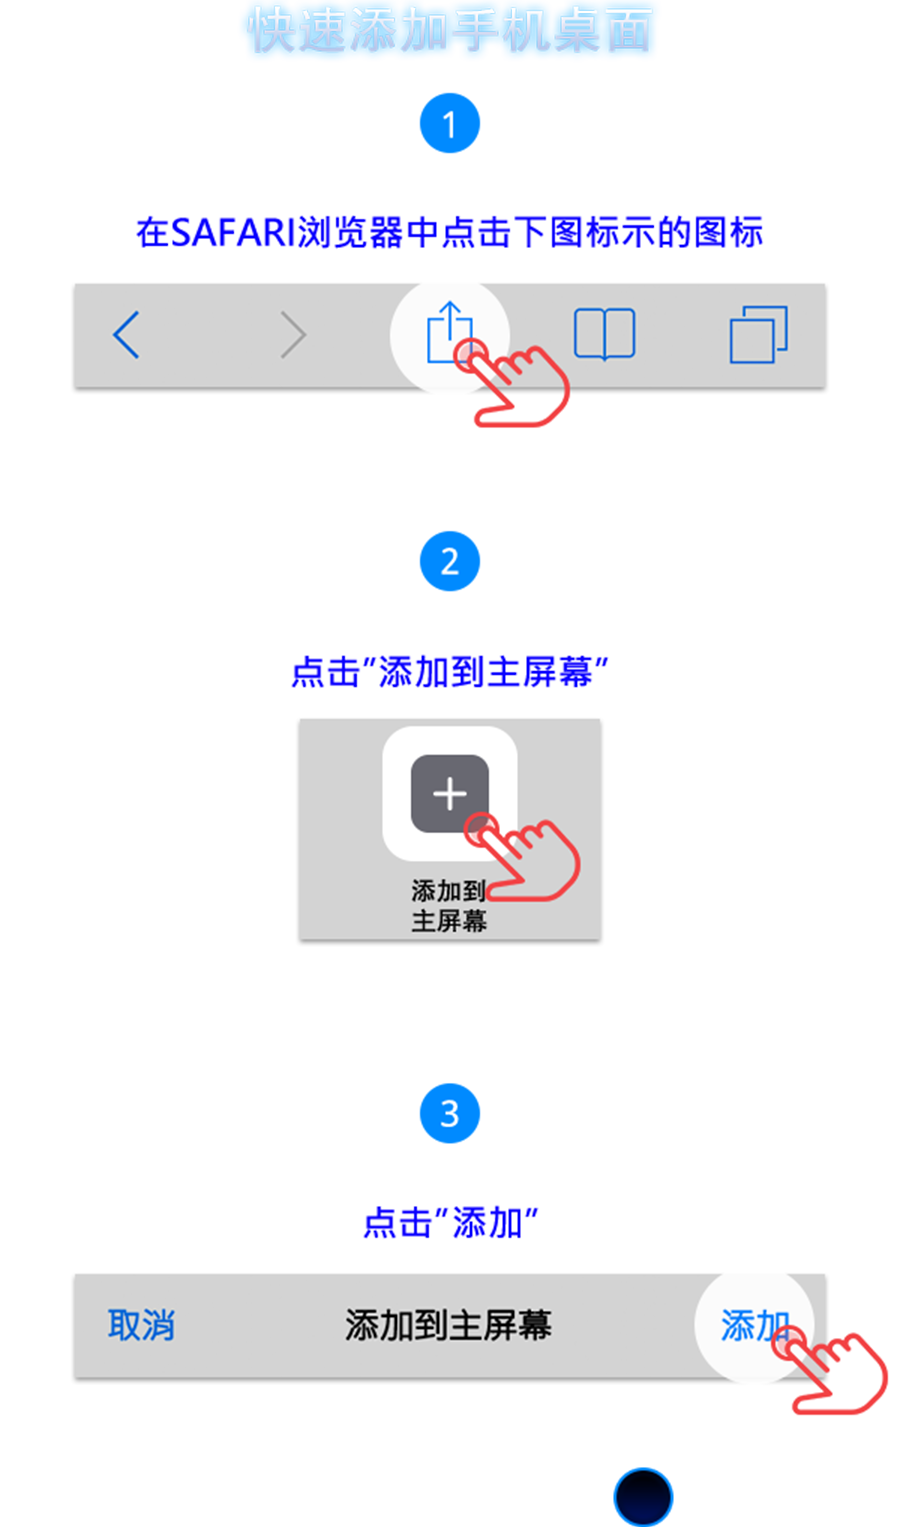 快速添加手机桌面
1
在SAFARI浏览器中点击下图标示的图标
2
点击"添加到主屏幕"
添加到
主屏幕
3
点击"添加"
取消 添加到主屏幕 添加